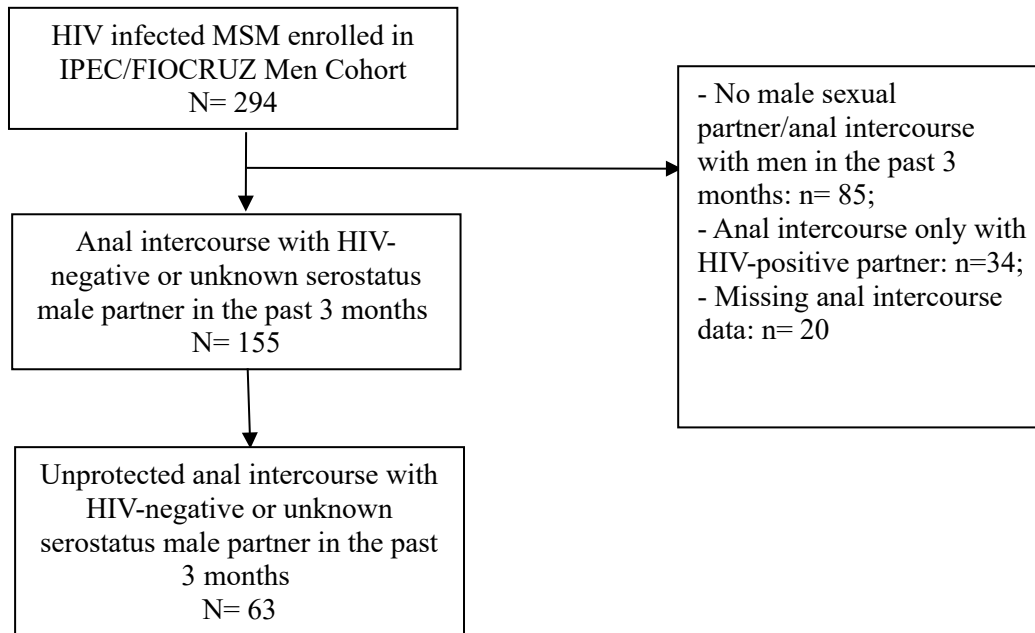 HIV infected MSM enrolled in
IPEC/FIOCRUZ Men Cohort
N= 294
- No male sexual
partner/anal intercourse
with men in the past 3
months: n= 85;
- Anal intercourse only with
HIV-positive partner: n=34;
- Missing anal intercourse
data: n= 20
Anal intercourse with HIV-
negative or unknown serostatus
male partner in the past 3 months
N= 155
Unprotected anal intercourse with
HIV-negative or unknown
serostatus male partner in the past
3 months
N= 63